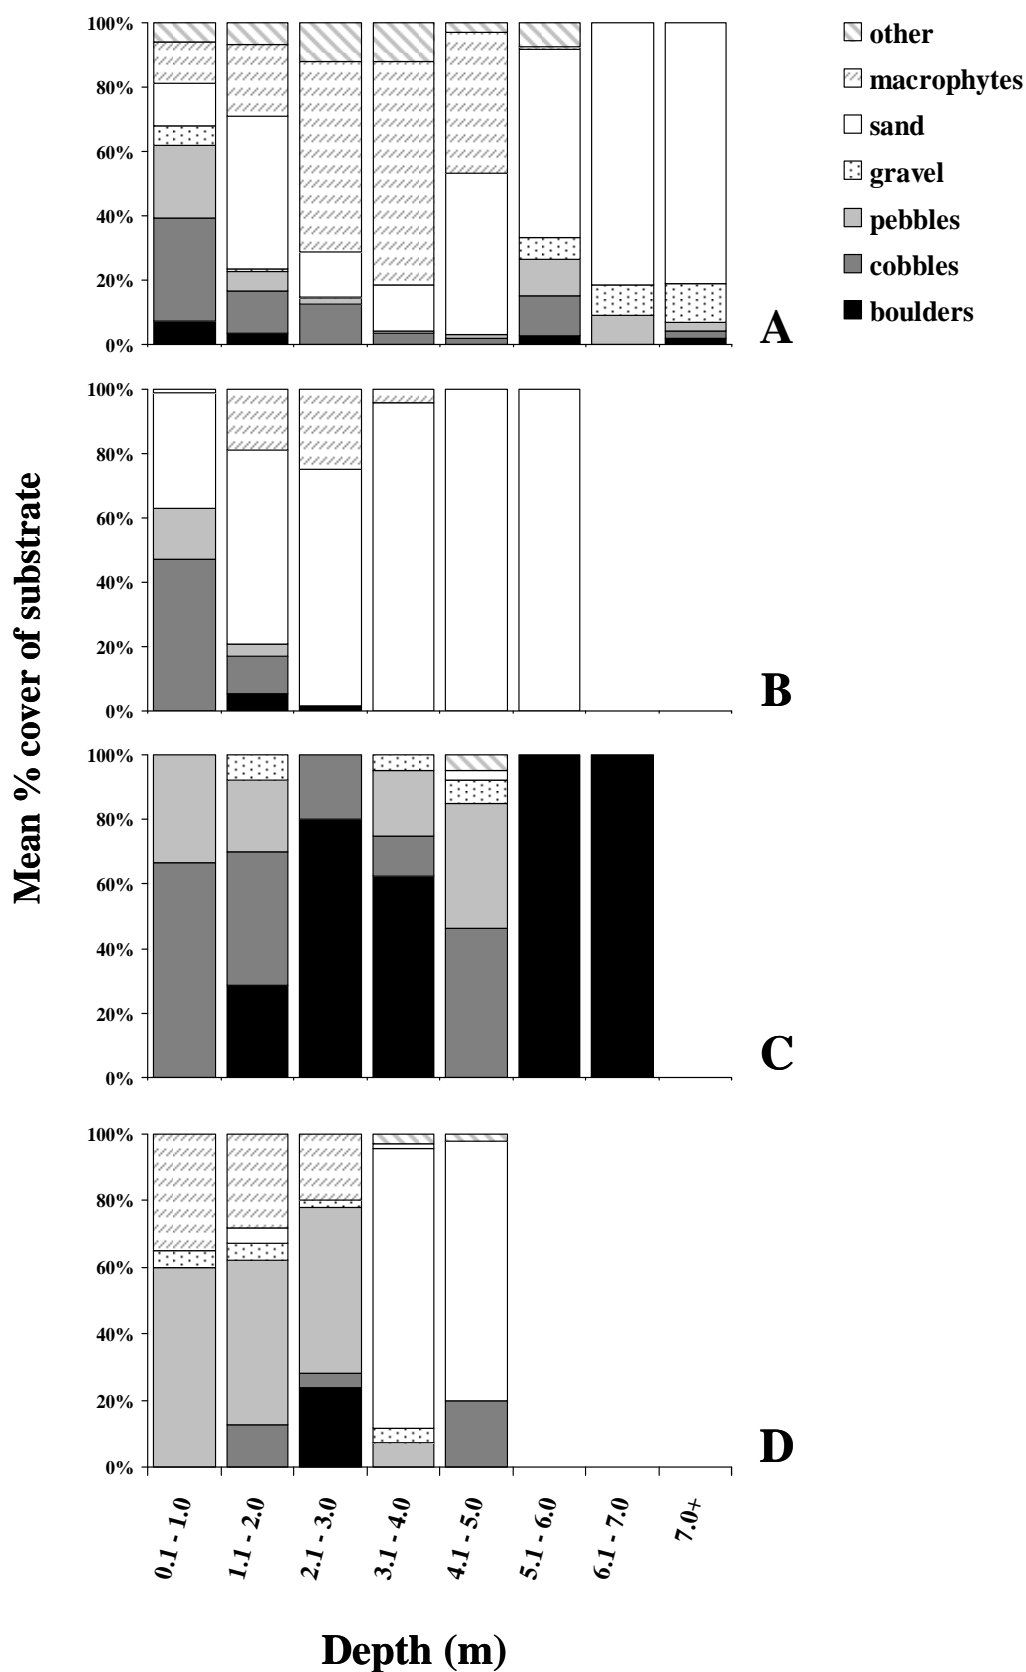 100%
80%
60%
40%
20%
0%
A
other
macrophytes
sand
gravel
pebbles
cobbles
boulders
100%
80%
60%
40%
20%
0%
B
Mean % cover of substrate
100%
80%
60%
40%
20%
0%
C
100%
80%
60%
40%
20%
0%
D
0.1 - 1.0
1.1 - 2.0
2.1 - 3.0
3.1 - 4.0
4.1 - 5.0
5.1 - 6.0
6.1 - 7.0
7.0+
Depth (m)